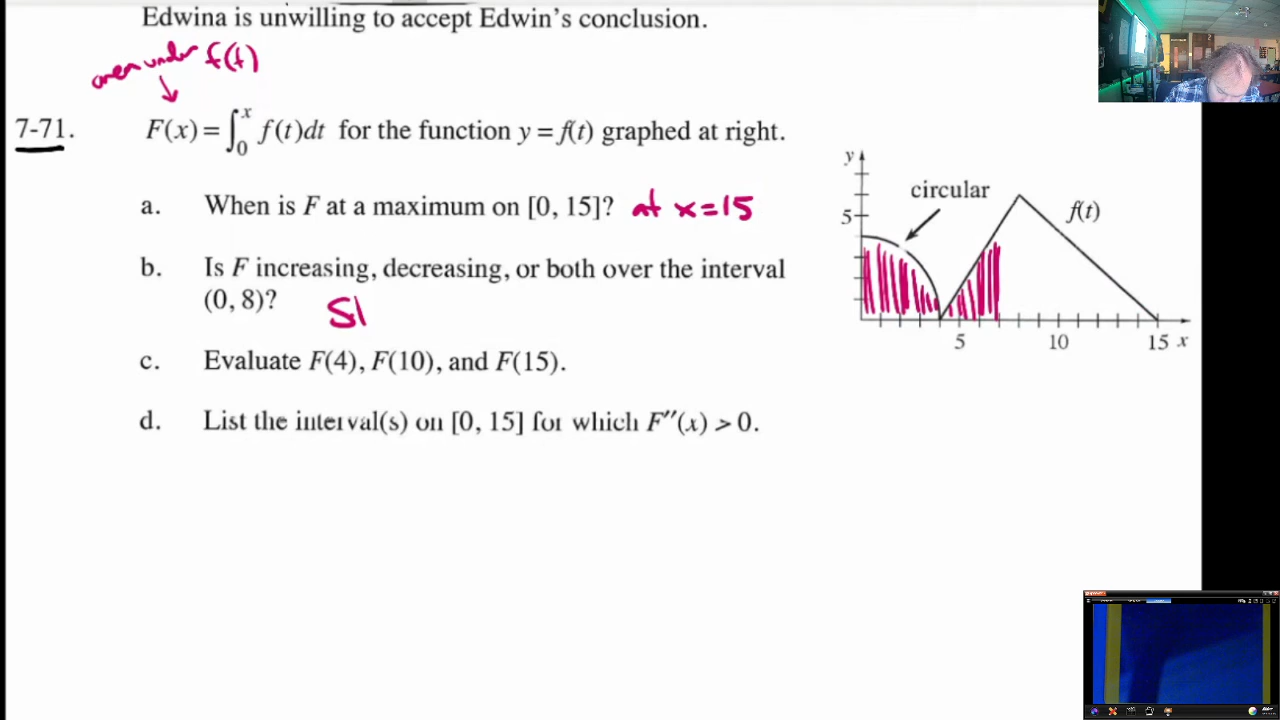 Edwina is unwilling to accept Edwin's conclusion.
area under f(t)
7-71. F(x) = ∫₀ˣ f(t)dt for the function y = f(t) graphed at right.
a. When is F at a maximum on [0, 15]? at x=15
b. Is F increasing, decreasing, or both over the interval
(0, 8)? SI
c. Evaluate F(4), F(10), and F(15).
d. List the interval(s) on [0, 15] for which F″(x) > 0.
y
circular
5
f(t)
5 10 15 x